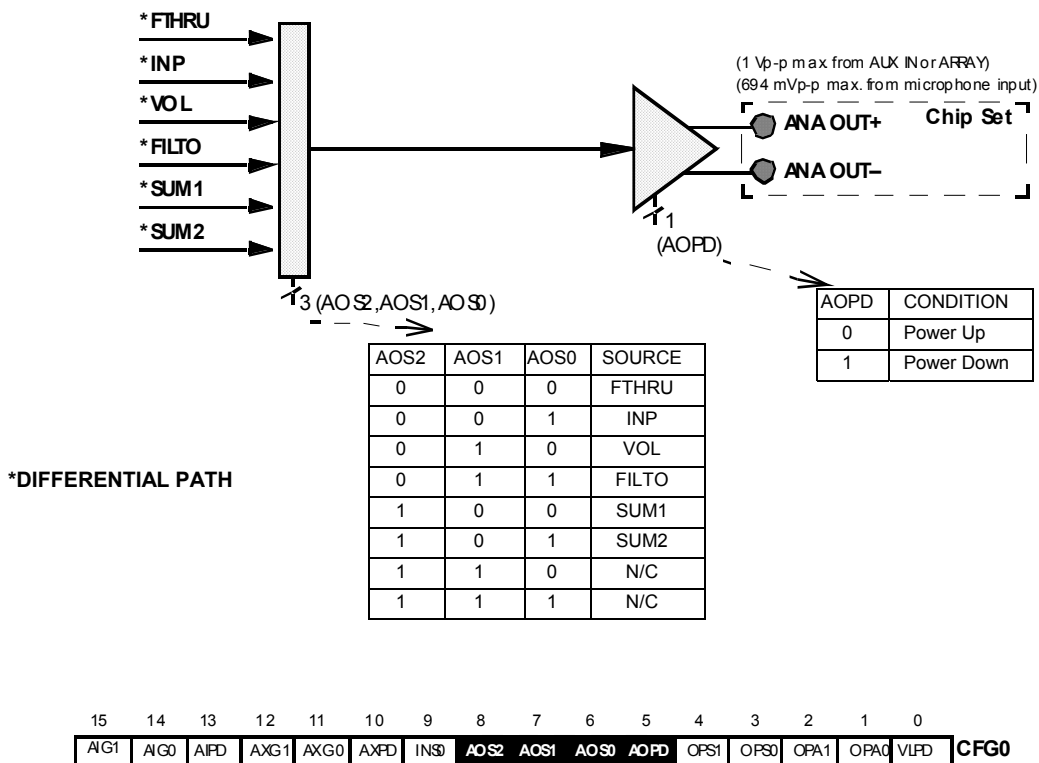 *FTHRU
*INP
*VOL
*FILTO
*SUM1
*SUM2
(1 Vp-p max from AUX IN or ARRAY)
(694 mVp-p max. from microphone input)
Chip Set
ANA OUT+
ANA OUT–
1
(AOPD)
3 (AOS2,AOS1,AOS0)
AOPD CONDITION
0 Power Up
1 Power Down
AOS2 AOS1 AOS0 SOURCE
0 0 0 FTHRU
0 0 1 INP
0 1 0 VOL
0 1 1 FILTO
1 0 0 SUM1
1 0 1 SUM2
1 1 0 N/C
1 1 1 N/C
*DIFFERENTIAL PATH
15 14 13 12 11 10 9 8 7 6 5 4 3 2 1 0
AIG1 AIG0 AIPD AXG1 AXG0 AXPD INS0 AOS2 AOS1 AOS0 AOPD OPS1 OPS0 OPA1 OPA0 VLPD CFG0